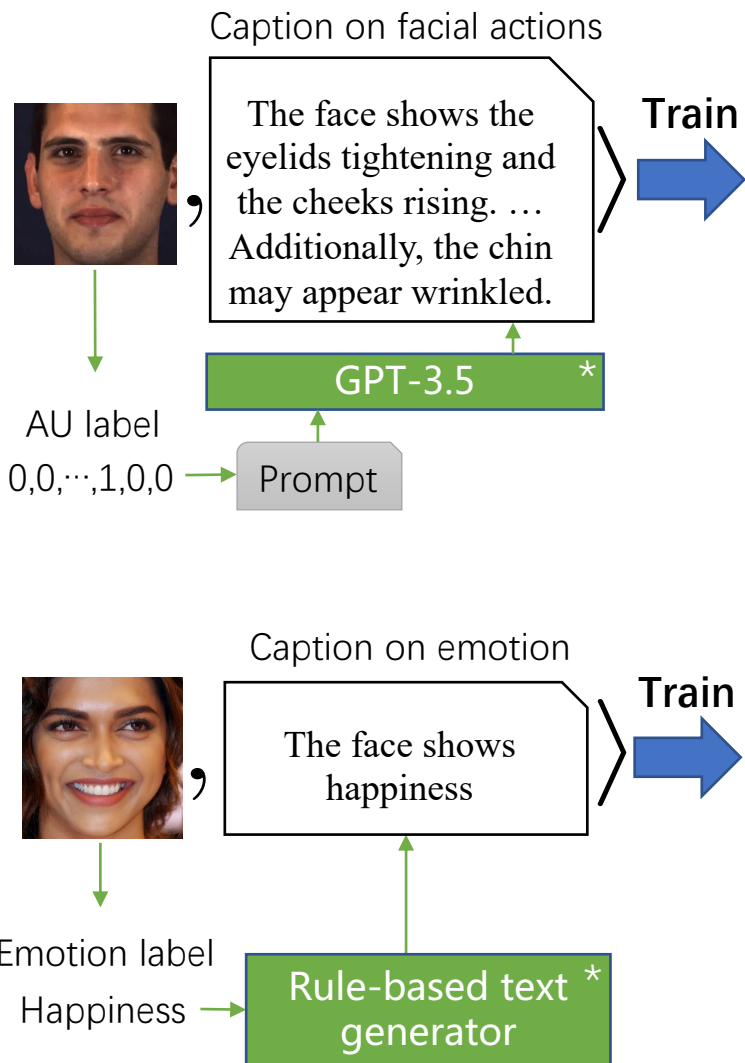 Caption on facial actions
The face shows the
eyelids tightening and
the cheeks rising. …
Additionally, the chin
may appear wrinkled.
,
〉
Train
GPT-3.5 *
AU label
0,0,···,1,0,0
Prompt
Caption on emotion
The face shows
happiness
,
〉
Train
Emotion label
Happiness
Rule-based text *
generator